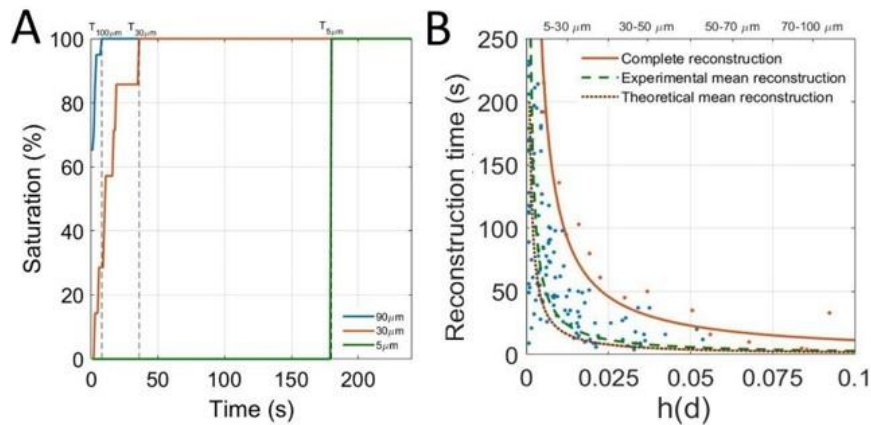 A
T100μm T30μm T5μm
100
80
60
40
20
0
Saturation (%)
0 50 100 150 200
Time (s)
90μm
30μm
5μm
B
5-30 μm 30-50 μm 50-70 μm 70-100 μm
250
200
150
100
50
0
Reconstruction time (s)
Complete reconstruction
Experimental mean reconstruction
Theoretical mean reconstruction
0 0.025 0.05 0.075 0.1
h(d)